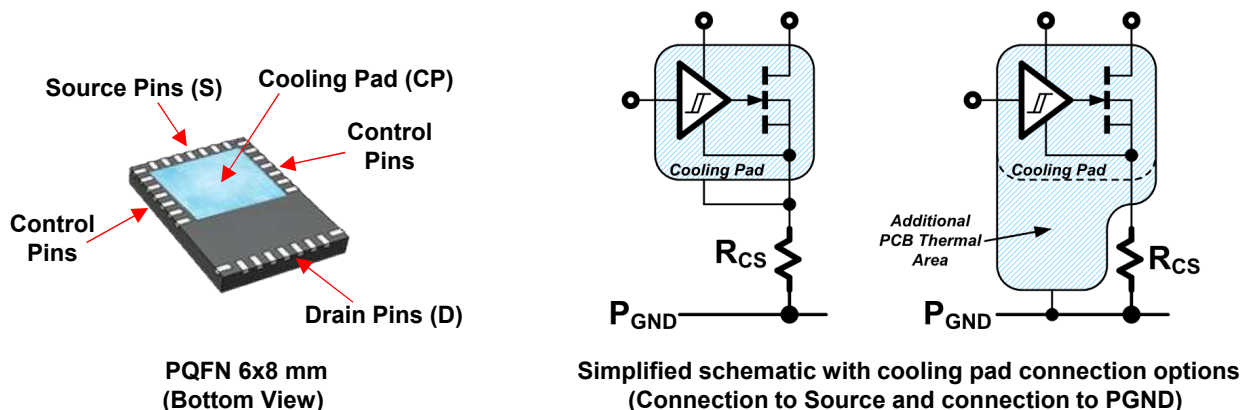 Source Pins (S)
Cooling Pad (CP)
Control
Pins
Control
Pins
Drain Pins (D)
PQFN 6x8 mm
(Bottom View)
Cooling Pad
RCS
PGND
Cooling Pad
Additional
PCB Thermal
Area
RCS
PGND
Simplified schematic with cooling pad connection options
(Connection to Source and connection to PGND)